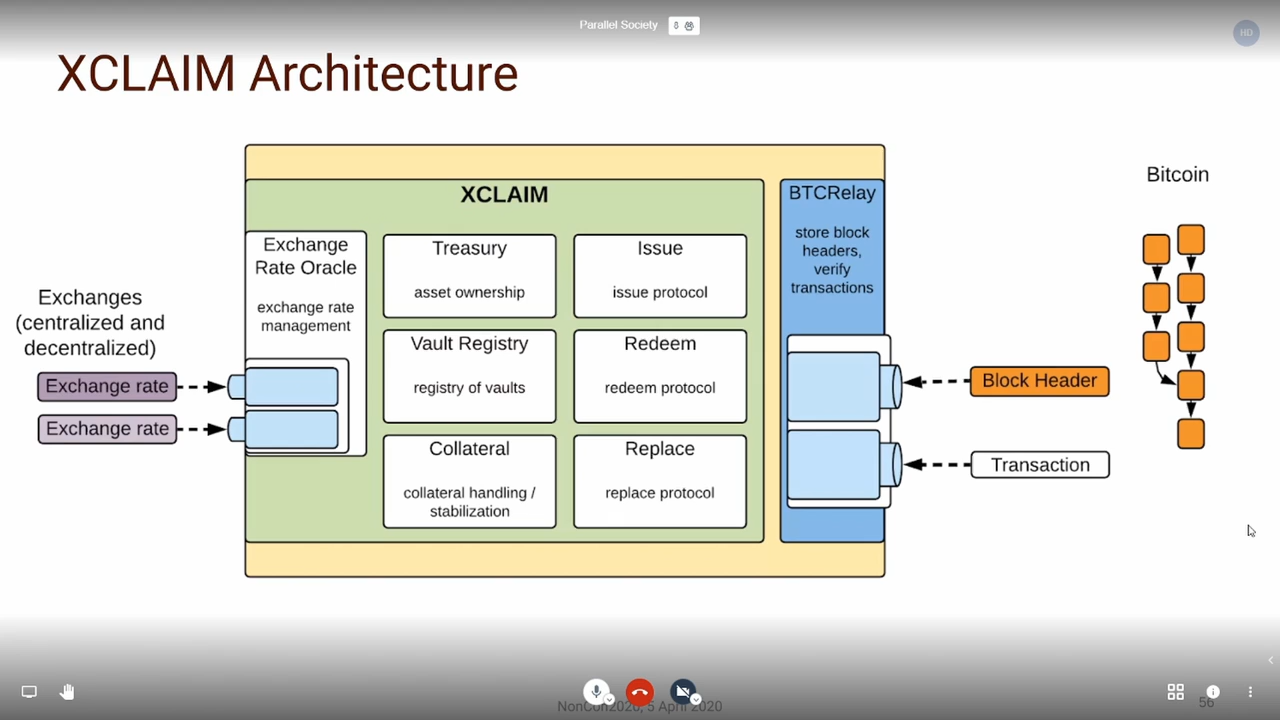 Parallel Society 8
HD
XCLAIM Architecture
XCLAIM
Exchange
Rate Oracle
exchange rate
management
Treasury
asset ownership
Issue
issue protocol
Vault Registry
registry of vaults
Redeem
redeem protocol
Collateral
collateral handling /
stabilization
Replace
replace protocol
BTCRelay
store block
headers,
verify
transactions
Exchanges
(centralized and
decentralized)
Exchange rate
Exchange rate
Block Header
Transaction
Bitcoin
NonCon2020, 5 April 2020
56